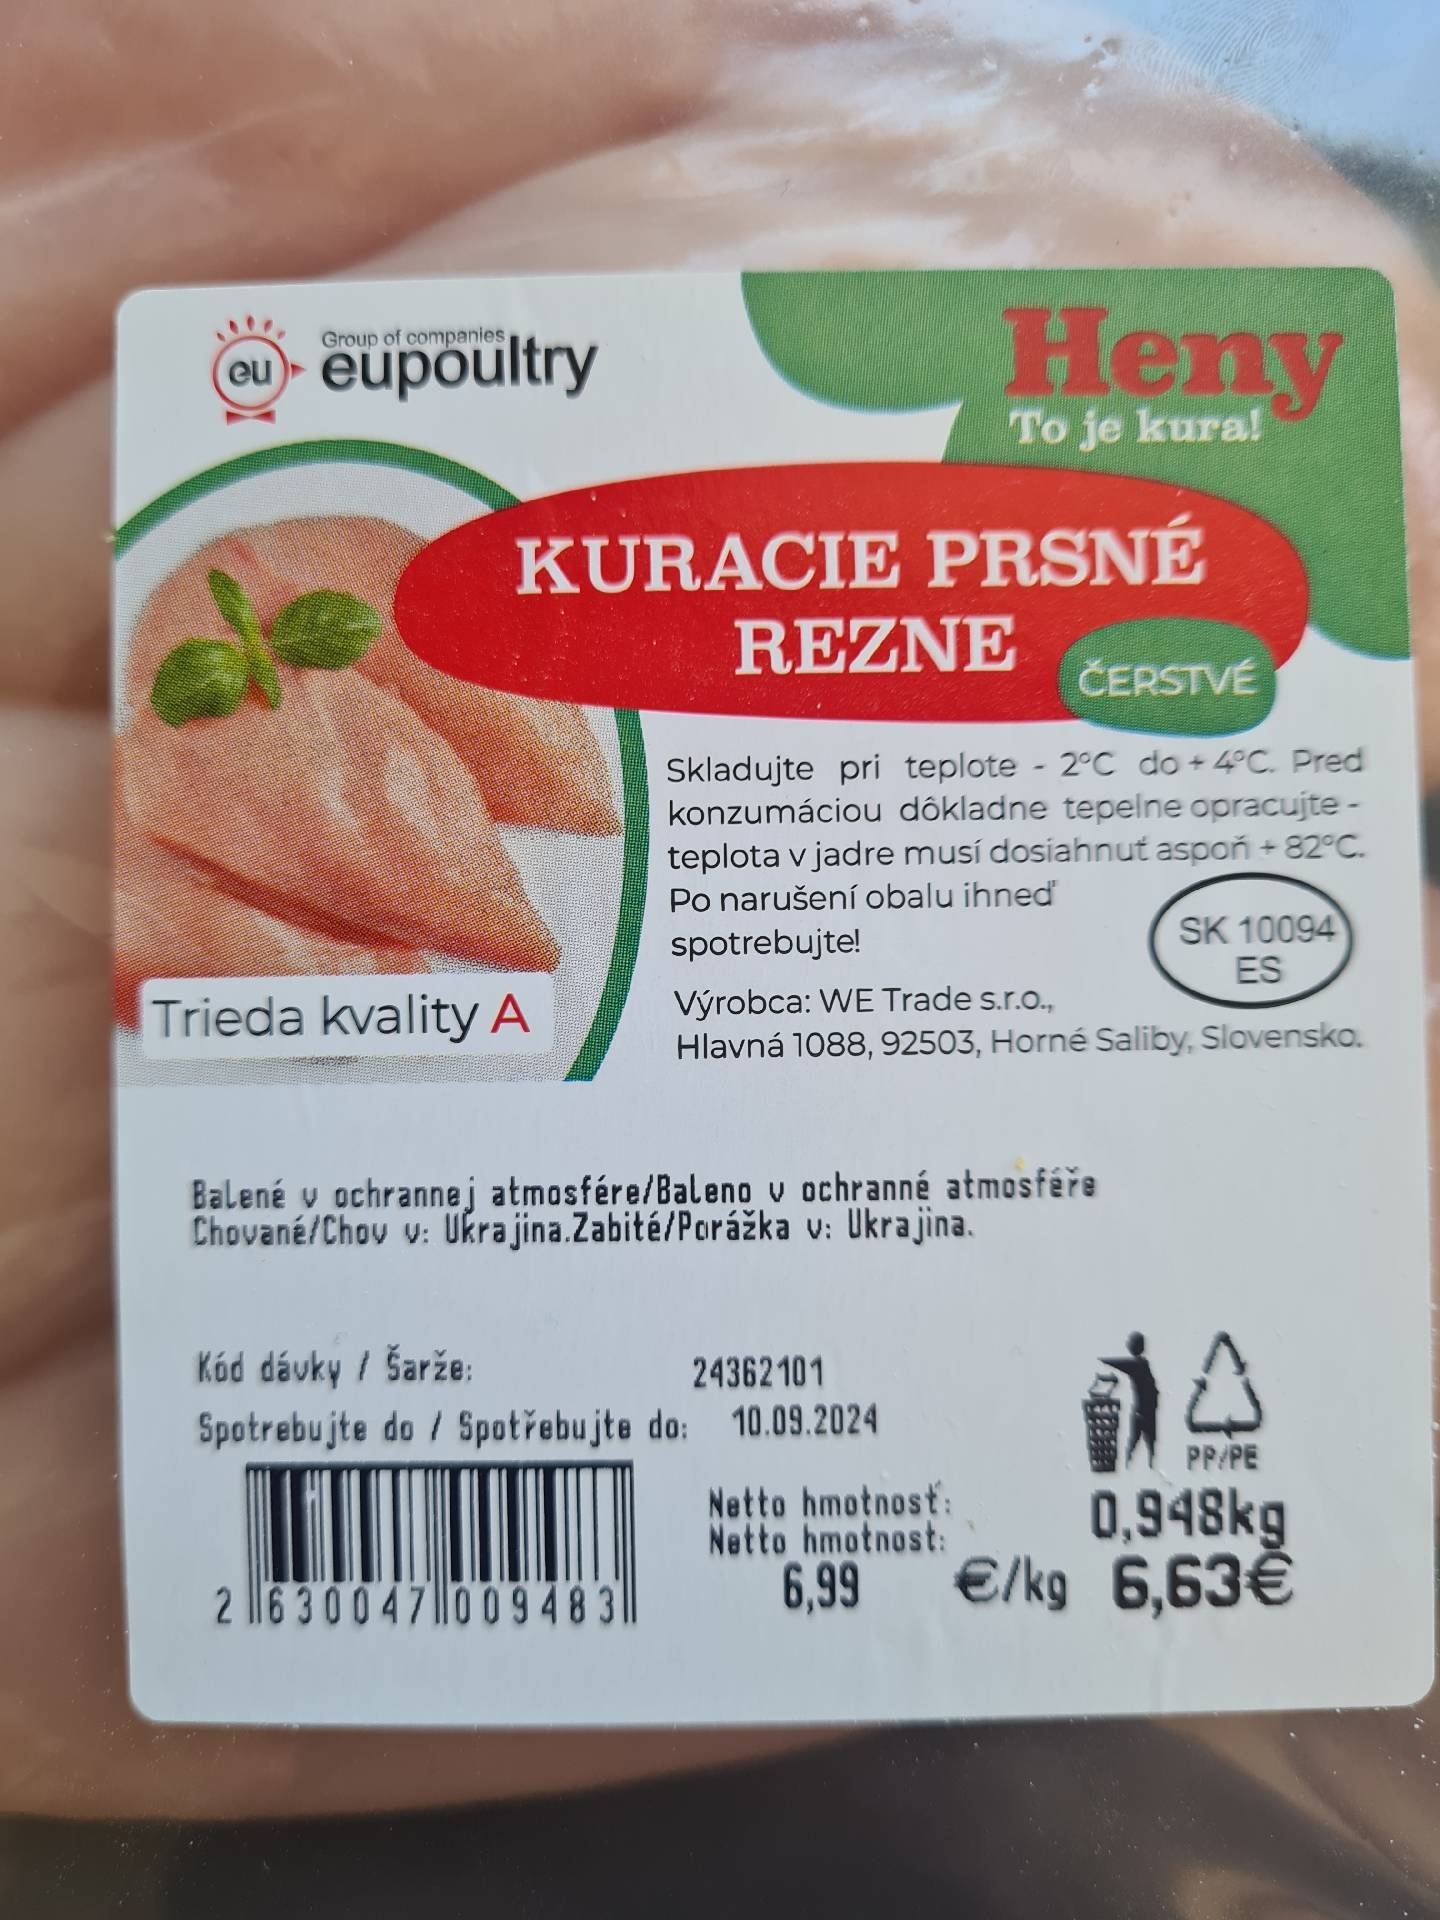 Group of companies
eu eupoultry
Heny
To je kura!
KURACIE PRSNÉ
REZNE
ČERSTVÉ
Skladujte pri teplote - 2°C do + 4°C. Pred
konzumáciou dôkladne tepelne opracujte -
teplota v jadre musí dosiahnuť aspoň + 82°C.
Po narušení obalu ihneď
spotrebujte!
SK 10094
ES
Trieda kvality A
Výrobca: WE Trade s.r.o.,
Hlavná 1088, 92503, Horné Saliby, Slovensko.
Balené v ochrannej atmosfére/Baleno v ochranné atmosféře
Chované/Chov v: Ukrajina.Zabité/Porážka v: Ukrajina.
Kód dávky / Šarže: 24362101
Spotrebujte do / Spotřebujte do: 10.09.2024
PP/PE
Netto hmotnosť: 0,948kg
Netto hmotnost:
6,99 €/kg 6,63€
2 630047 009483